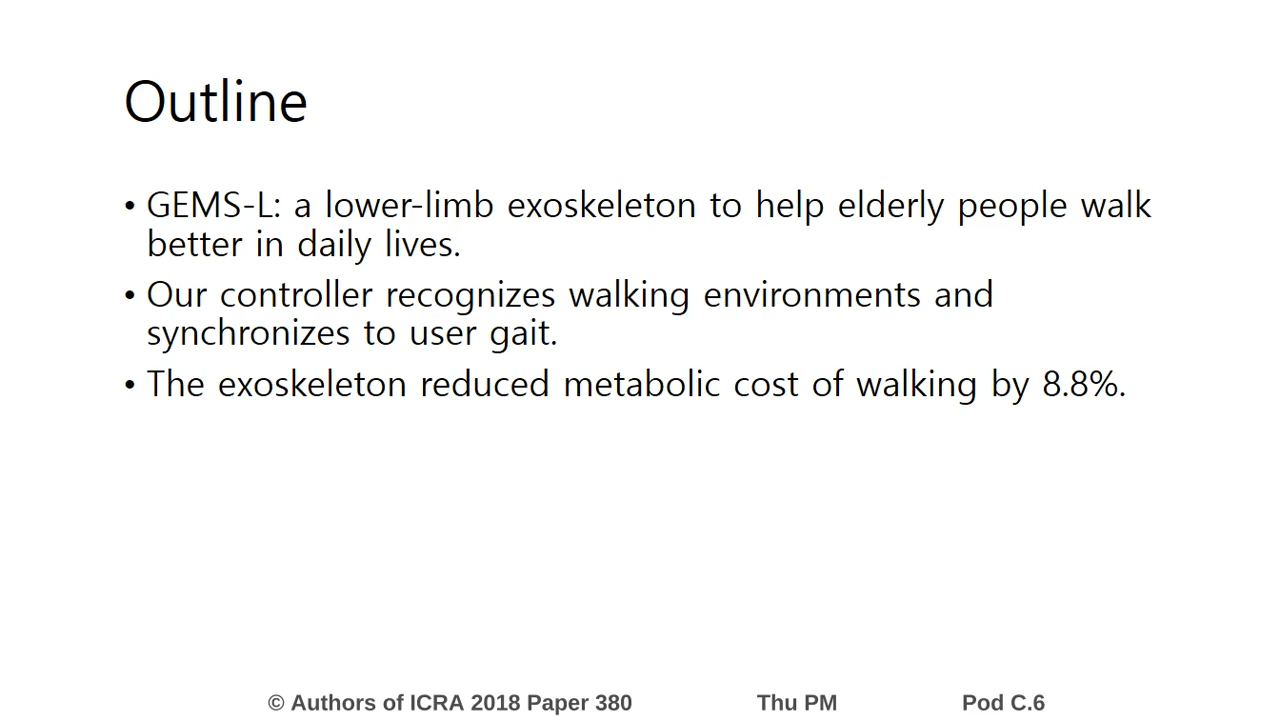 Outline
• GEMS-L: a lower-limb exoskeleton to help elderly people walk
better in daily lives.
• Our controller recognizes walking environments and
synchronizes to user gait.
• The exoskeleton reduced metabolic cost of walking by 8.8%.
© Authors of ICRA 2018 Paper 380 Thu PM Pod C.6